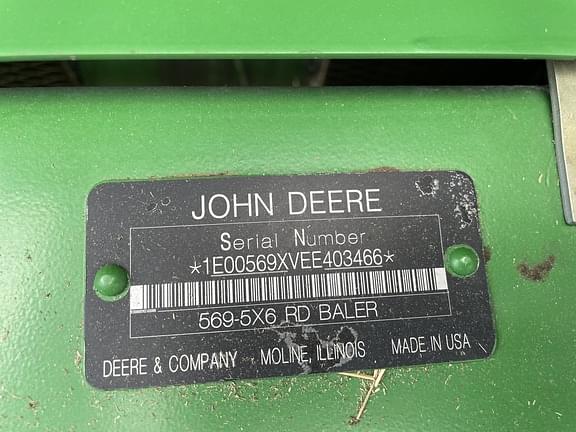 JOHN DEERE
Serial Number
*1E00569XVEE403466*
569-5X6 RD BALER
DEERE & COMPANY MOLINE, ILLINOIS MADE IN USA